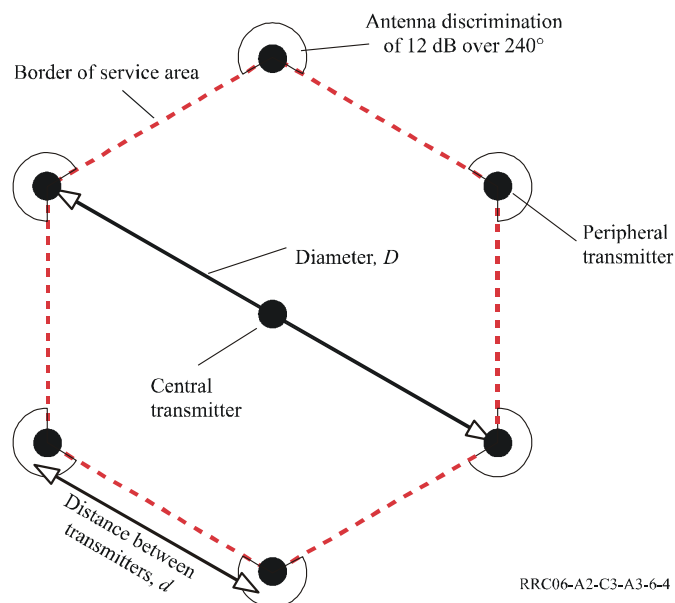 Antenna discrimination
of 12 dB over 240°
Border of service area
Diameter, D
Peripheral
transmitter
Central
transmitter
Distance between
transmitters, d
RRC06-A2-C3-A3-6-4